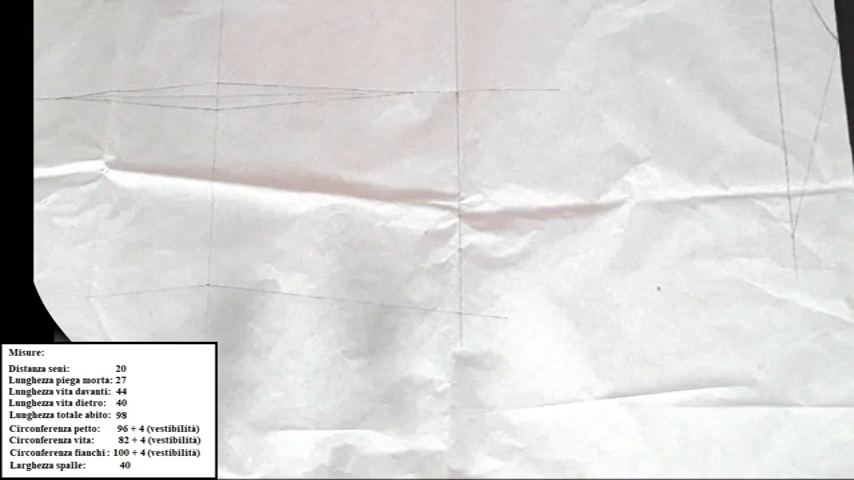 Misure:
Distanza seni: 20
Lunghezza piega morta: 27
Lunghezza vita davanti: 44
Lunghezza vita dietro: 40
Lunghezza totale abito: 98
Circonferenza petto: 96 + 4 (vestibilità)
Circonferenza vita: 82 + 4 (vestibilità)
Circonferenza fianchi: 100 + 4 (vestibilità)
Larghezza spalle: 40